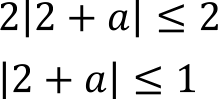 2|2 + a| ≤ 2
|2 + a| ≤ 1